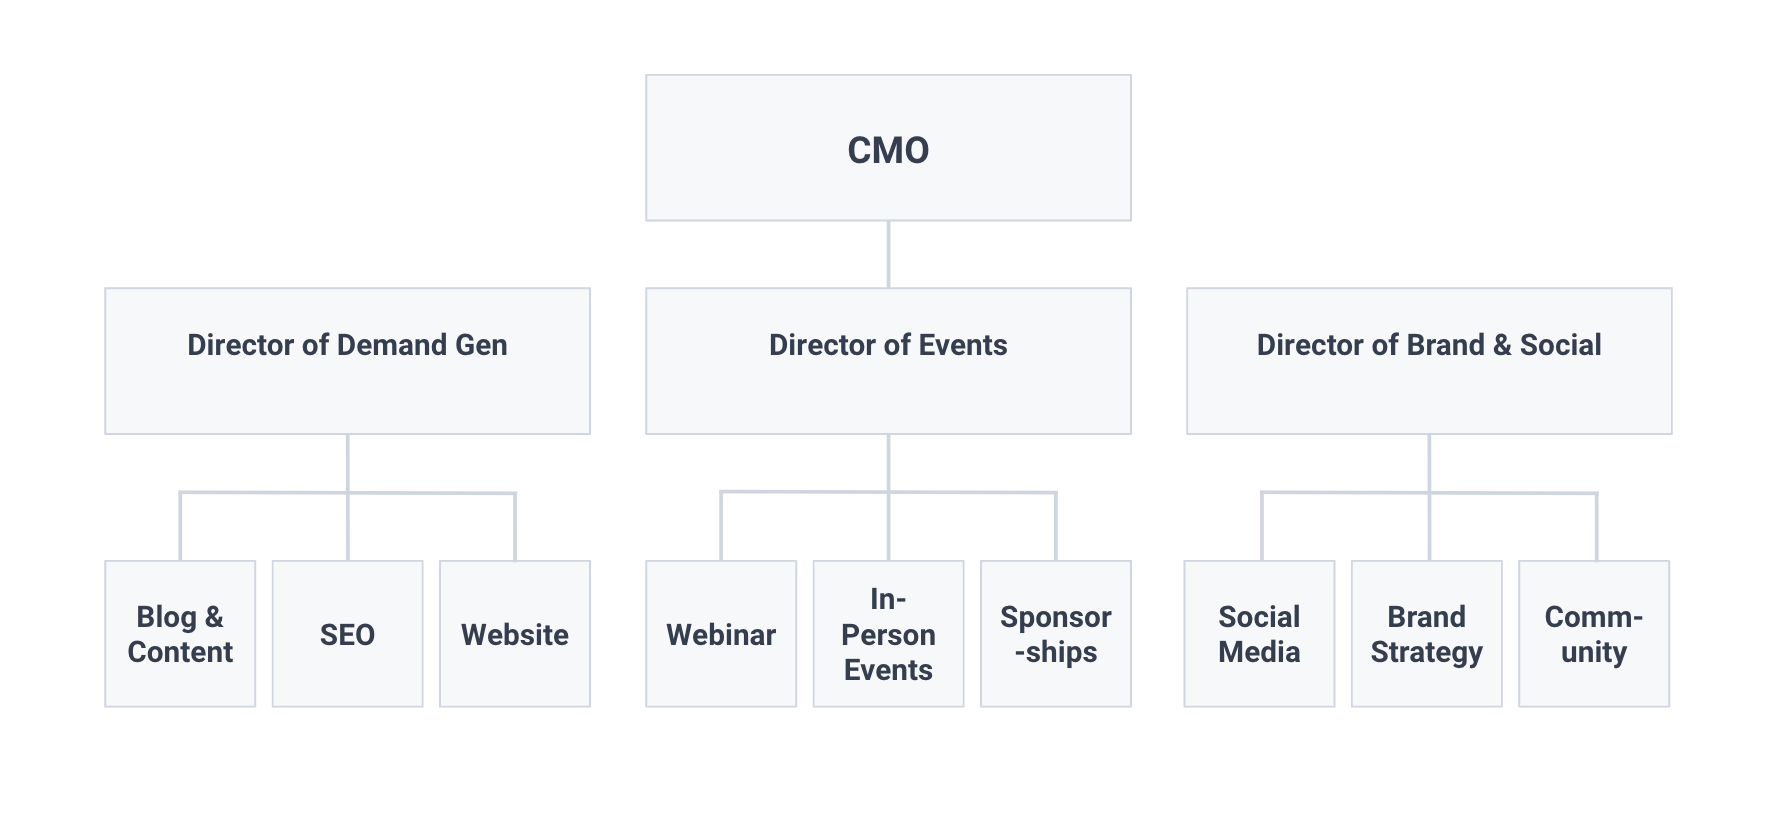 CMO
Director of Demand Gen
Director of Events
Director of Brand & Social
Blog &
Content
SEO
Website
Webinar
In-
Person
Events
Sponsor
-ships
Social
Media
Brand
Strategy
Comm-
unity